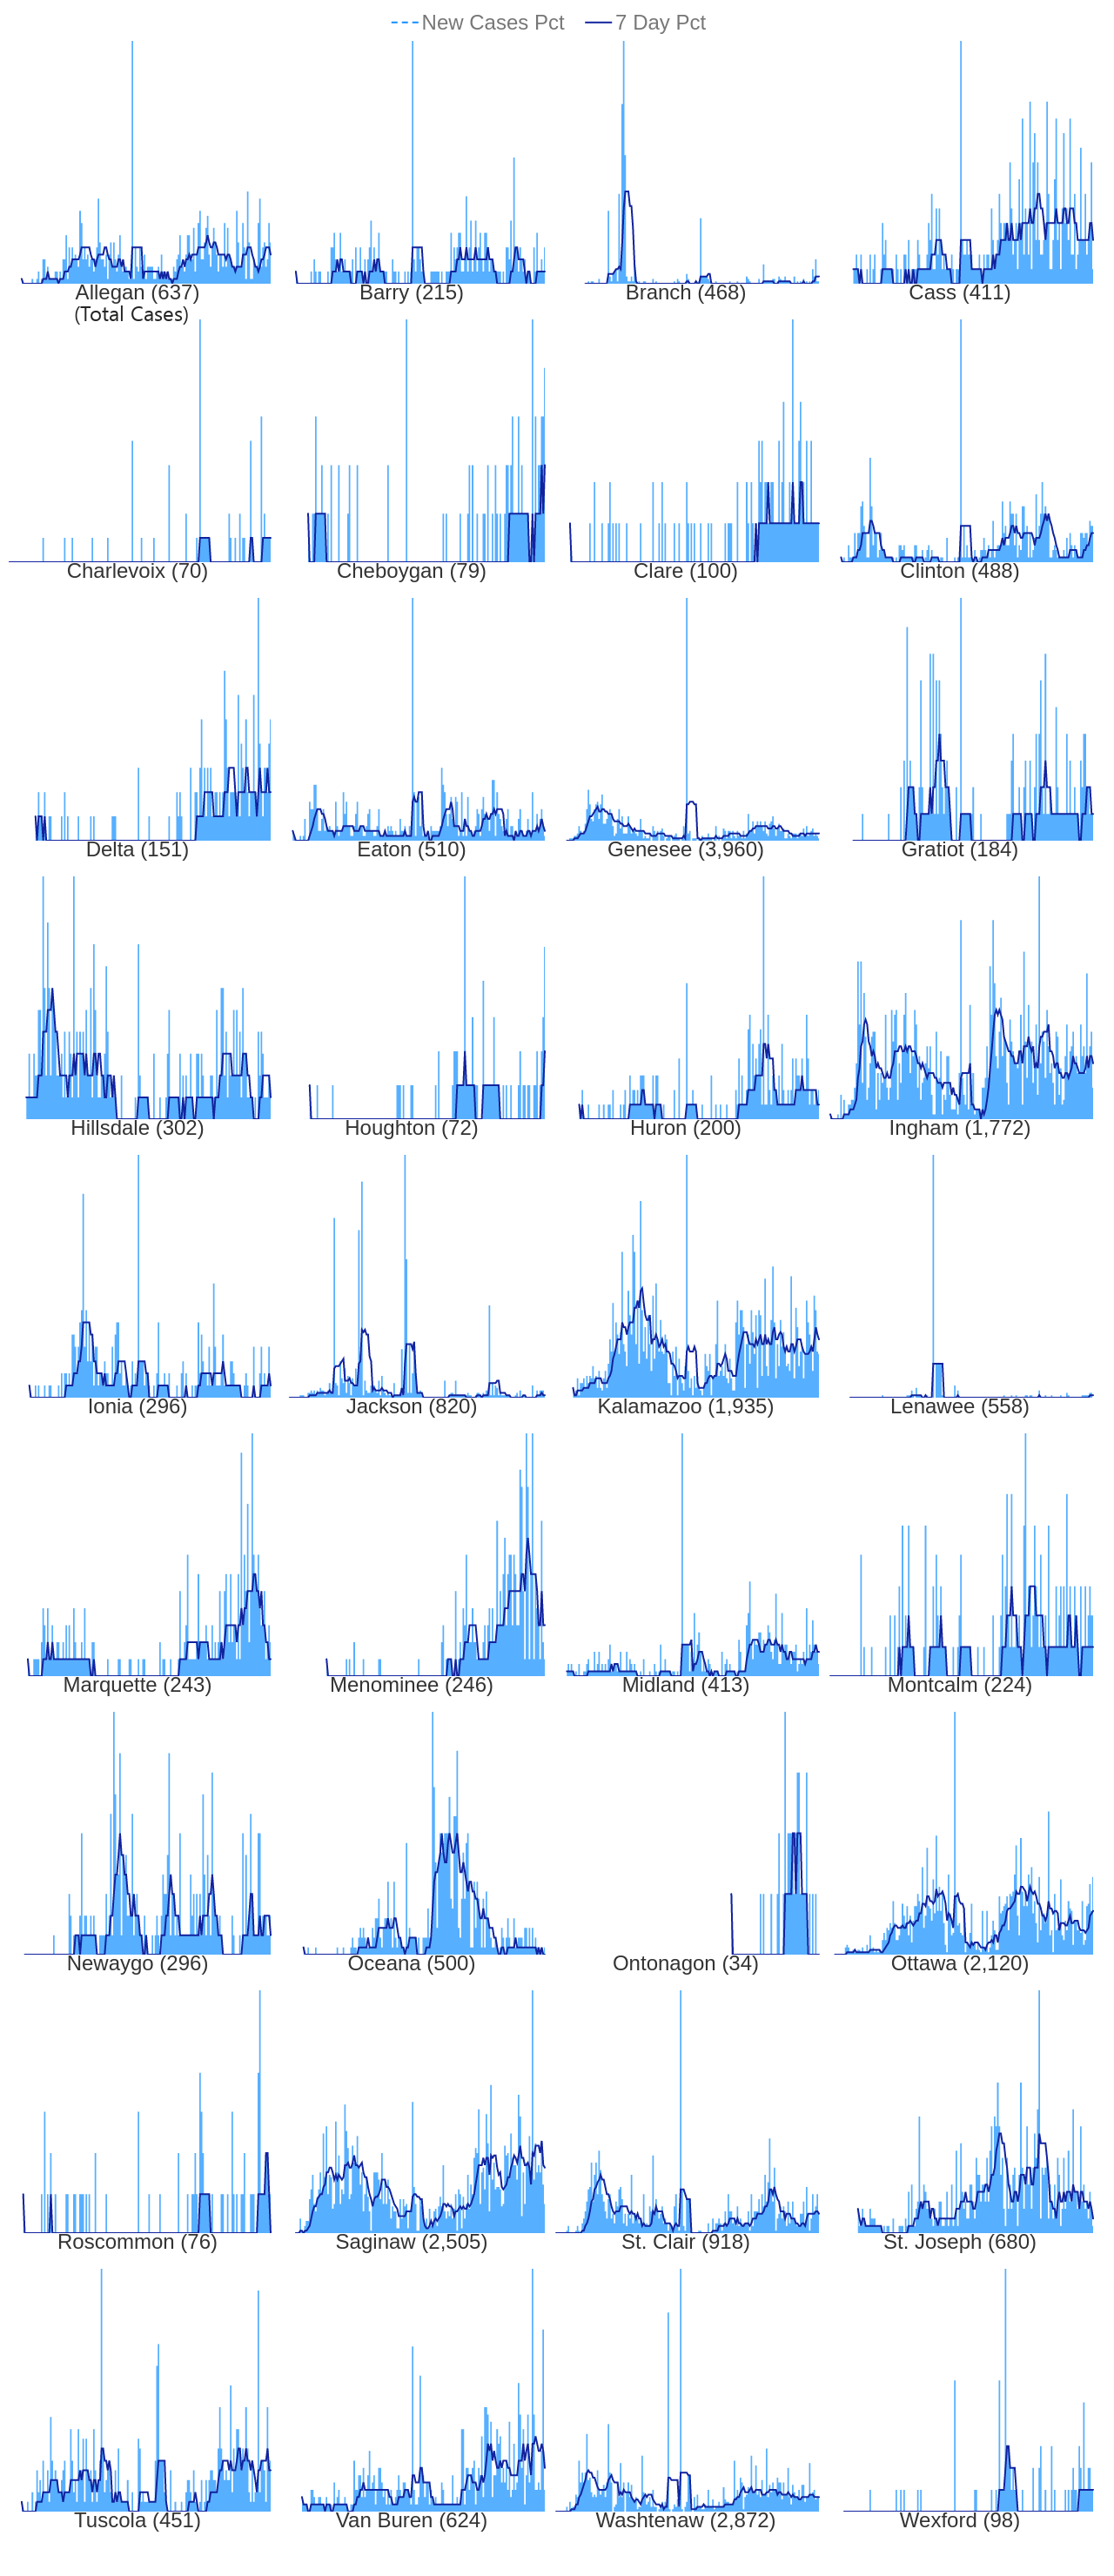 New Cases Pct 7 Day Pct
Allegan (637) Barry (215) Branch (468) Cass (411)
(Total Cases)
Charlevoix (70) Cheboygan (79) Clare (100) Clinton (488)
Delta (151) Eaton (510) Genesee (3,960) Gratiot (184)
Hillsdale (302) Houghton (72) Huron (200) Ingham (1,772)
Ionia (296) Jackson (820) Kalamazoo (1,935) Lenawee (558)
Marquette (243) Menominee (246) Midland (413) Montcalm (224)
Newaygo (296) Oceana (500) Ontonagon (34) Ottawa (2,120)
Roscommon (76) Saginaw (2,505) St. Clair (918) St. Joseph (680)
Tuscola (451) Van Buren (624) Washtenaw (2,872) Wexford (98)